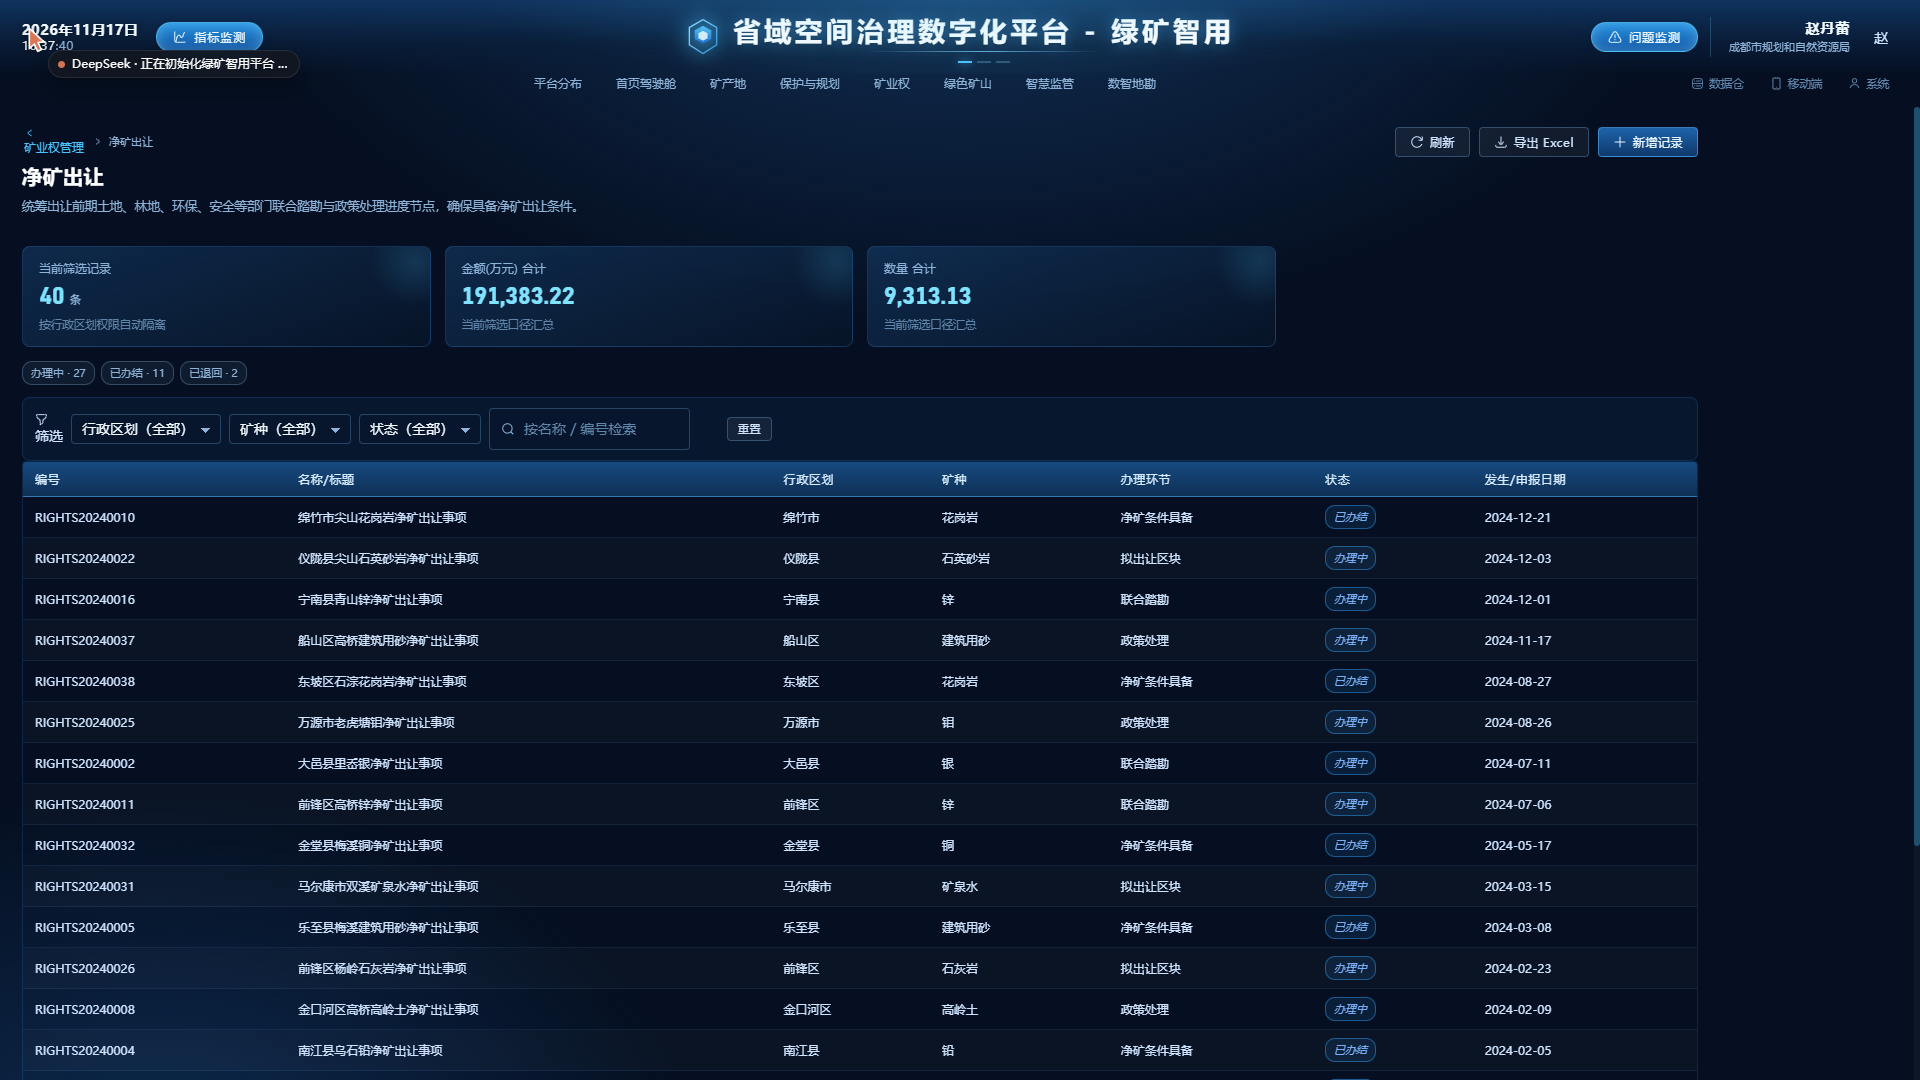 2026年11月17日
指标监测
DeepSeek · 正在初始化绿矿智用平台 ...
省域空间治理数字化平台 - 绿矿智用
问题监测
赵丹蕾
成都市规划和自然资源局
赵
平台分布 首页驾驶舱 矿产地 保护与规划 矿业权 绿色矿山 智慧监管 数智地勘
数据仓 移动端 系统
矿业权管理 > 净矿出让
刷新 导出 Excel 新增记录
净矿出让
统筹出让前期土地、林地、环保、安全等部门联合踏勘与政策处理进度节点，确保具备净矿出让条件。
当前筛选记录
40 条
按行政区划权限自动隔离
金额(万元) 合计
191,383.22
当前筛选口径汇总
数量 合计
9,313.13
当前筛选口径汇总
办理中 · 27 已办结 · 11 已退回 · 2
筛选 行政区划（全部） 矿种（全部） 状态（全部） 按名称 / 编号检索 重置
编号 名称/标题 行政区划 矿种 办理环节 状态 发生/申报日期
RIGHTS20240010 绵竹市尖山花岗岩净矿出让事项 绵竹市 花岗岩 净矿条件具备 已办结 2024-12-21
RIGHTS20240022 仪陇县尖山石英砂岩净矿出让事项 仪陇县 石英砂岩 拟出让区块 办理中 2024-12-03
RIGHTS20240016 宁南县青山锌净矿出让事项 宁南县 锌 联合踏勘 办理中 2024-12-01
RIGHTS20240037 船山区高桥建筑用砂净矿出让事项 船山区 建筑用砂 政策处理 办理中 2024-11-17
RIGHTS20240038 东坡区石淙花岗岩净矿出让事项 东坡区 花岗岩 净矿条件具备 已办结 2024-08-27
RIGHTS20240025 万源市老虎塘钼净矿出让事项 万源市 钼 政策处理 办理中 2024-08-26
RIGHTS20240002 大邑县里岙银净矿出让事项 大邑县 银 联合踏勘 办理中 2024-07-11
RIGHTS20240011 前锋区高桥锌净矿出让事项 前锋区 锌 联合踏勘 办理中 2024-07-06
RIGHTS20240032 金堂县梅溪铜净矿出让事项 金堂县 铜 净矿条件具备 已办结 2024-05-17
RIGHTS20240031 马尔康市双溪矿泉水净矿出让事项 马尔康市 矿泉水 拟出让区块 办理中 2024-03-15
RIGHTS20240005 乐至县梅溪建筑用砂净矿出让事项 乐至县 建筑用砂 净矿条件具备 已办结 2024-03-08
RIGHTS20240026 前锋区杨岭石灰岩净矿出让事项 前锋区 石灰岩 拟出让区块 办理中 2024-02-23
RIGHTS20240008 金口河区高桥高岭土净矿出让事项 金口河区 高岭土 政策处理 办理中 2024-02-09
RIGHTS20240004 南江县乌石铅净矿出让事项 南江县 铅 净矿条件具备 已办结 2024-02-05